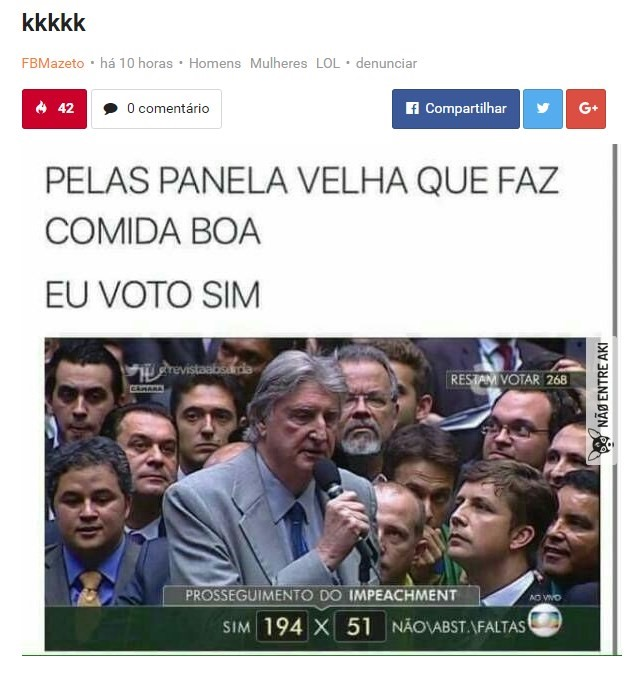 kkkkk
FBMazeto • há 10 horas • Homens Mulheres LOL • denunciar
42
0 comentário
Compartilhar
G+
PELAS PANELA VELHA QUE FAZ
COMIDA BOA
EU VOTO SIM
TV
CÂMARA
@revistaabsurda
RESTAM VOTAR 268
NÃO ENTRE AKI
PROSSEGUIMENTO DO IMPEACHMENT
AO VIVO
SIM 194 X 51 NÃO\ABST.\FALTAS